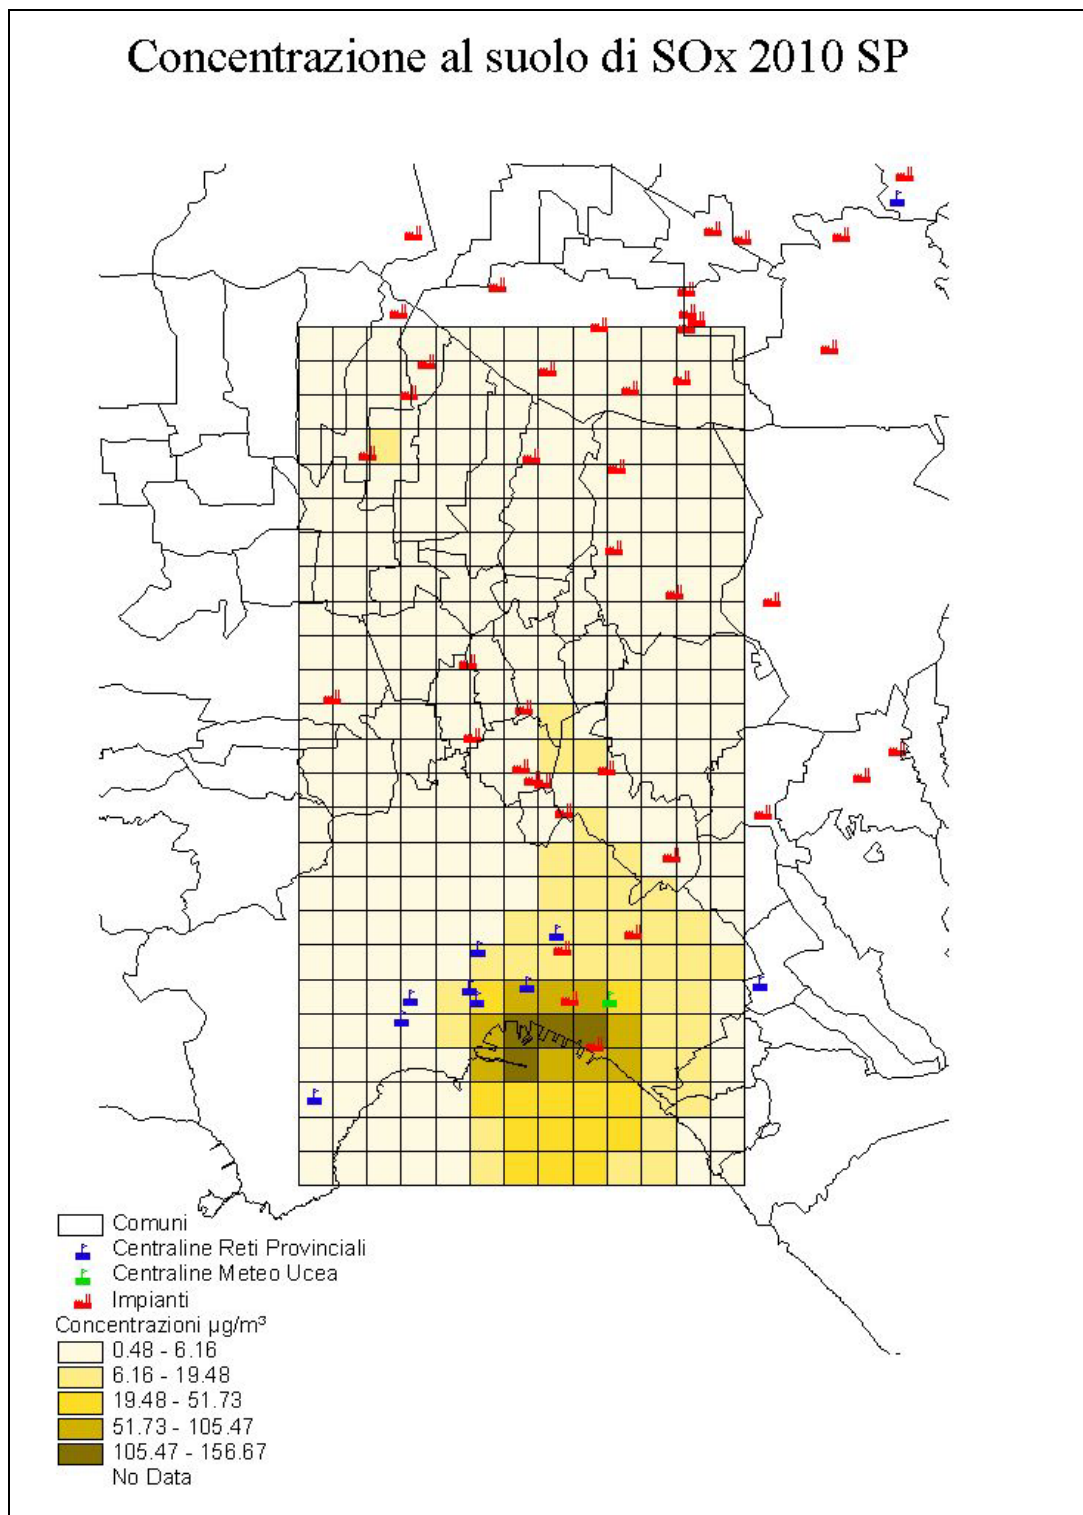 Concentrazione al suolo di SOx 2010 SP
Comuni
Centraline Reti Provinciali
Centraline Meteo Ucea
Impianti
Concentrazioni µg/m³
0.48 - 6.16
6.16 - 19.48
19.48 - 51.73
51.73 - 105.47
105.47 - 156.67
No Data